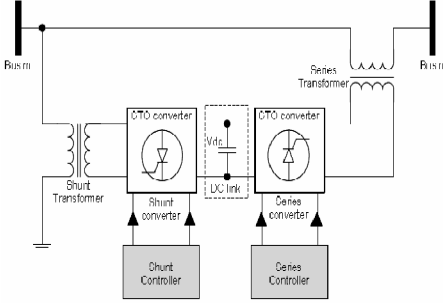 Bus m
Series
Transformer
Bus n
GTO converter
Vdc
GTO converter
Shunt
Transformer
Shunt
converter
DC link
Series
converter
Shunt
Controller
Series
Controller